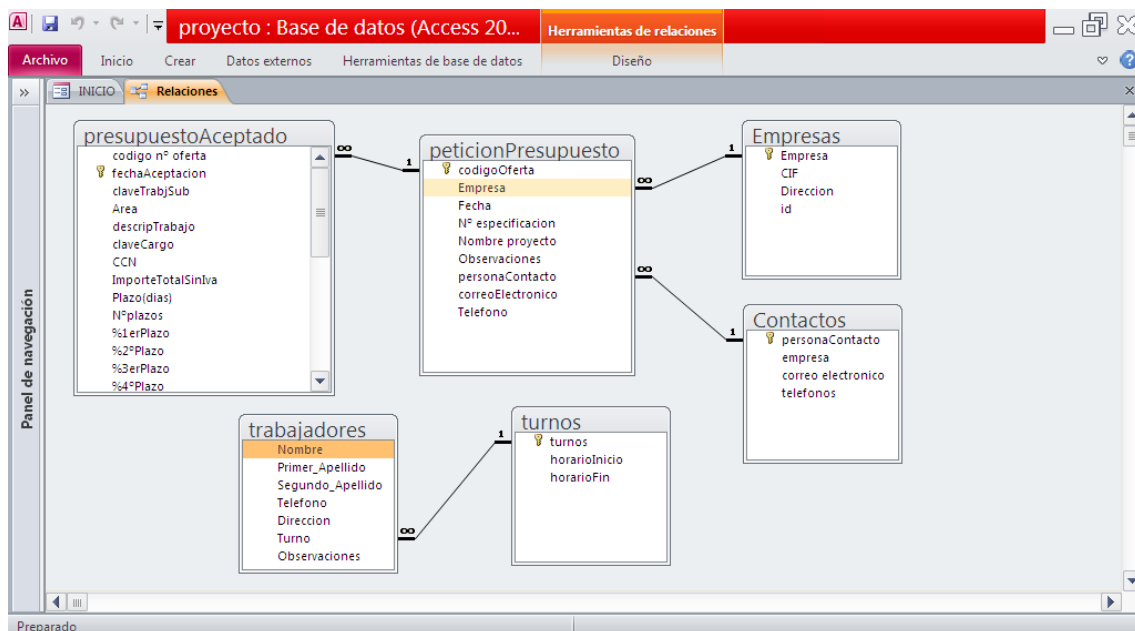 proyecto : Base de datos (Access 20...
Herramientas de relaciones
Archivo
Inicio
Crear
Datos externos
Herramientas de base de datos
Diseño
INICIO
Relaciones
Panel de navegación
presupuestoAceptado
codigo nº oferta
fechaAceptacion
claveTrabjSub
Area
descripTrabajo
claveCargo
CCN
ImporteTotalSinIva
Plazo(dias)
Nºplazos
%1erPlazo
%2ºPlazo
%3erPlazo
%4ºPlazo
∞
1
peticionPresupuesto
codigoOferta
Empresa
Fecha
Nº especificacion
Nombre proyecto
Observaciones
personaContacto
correoElectronico
Telefono
∞
1
∞
1
Empresas
Empresa
CIF
Direccion
id
Contactos
personaContacto
empresa
correo electronico
telefonos
trabajadores
Nombre
Primer_Apellido
Segundo_Apellido
Telefono
Direccion
Turno
Observaciones
∞
1
turnos
turnos
horarioInicio
horarioFin
Preparado